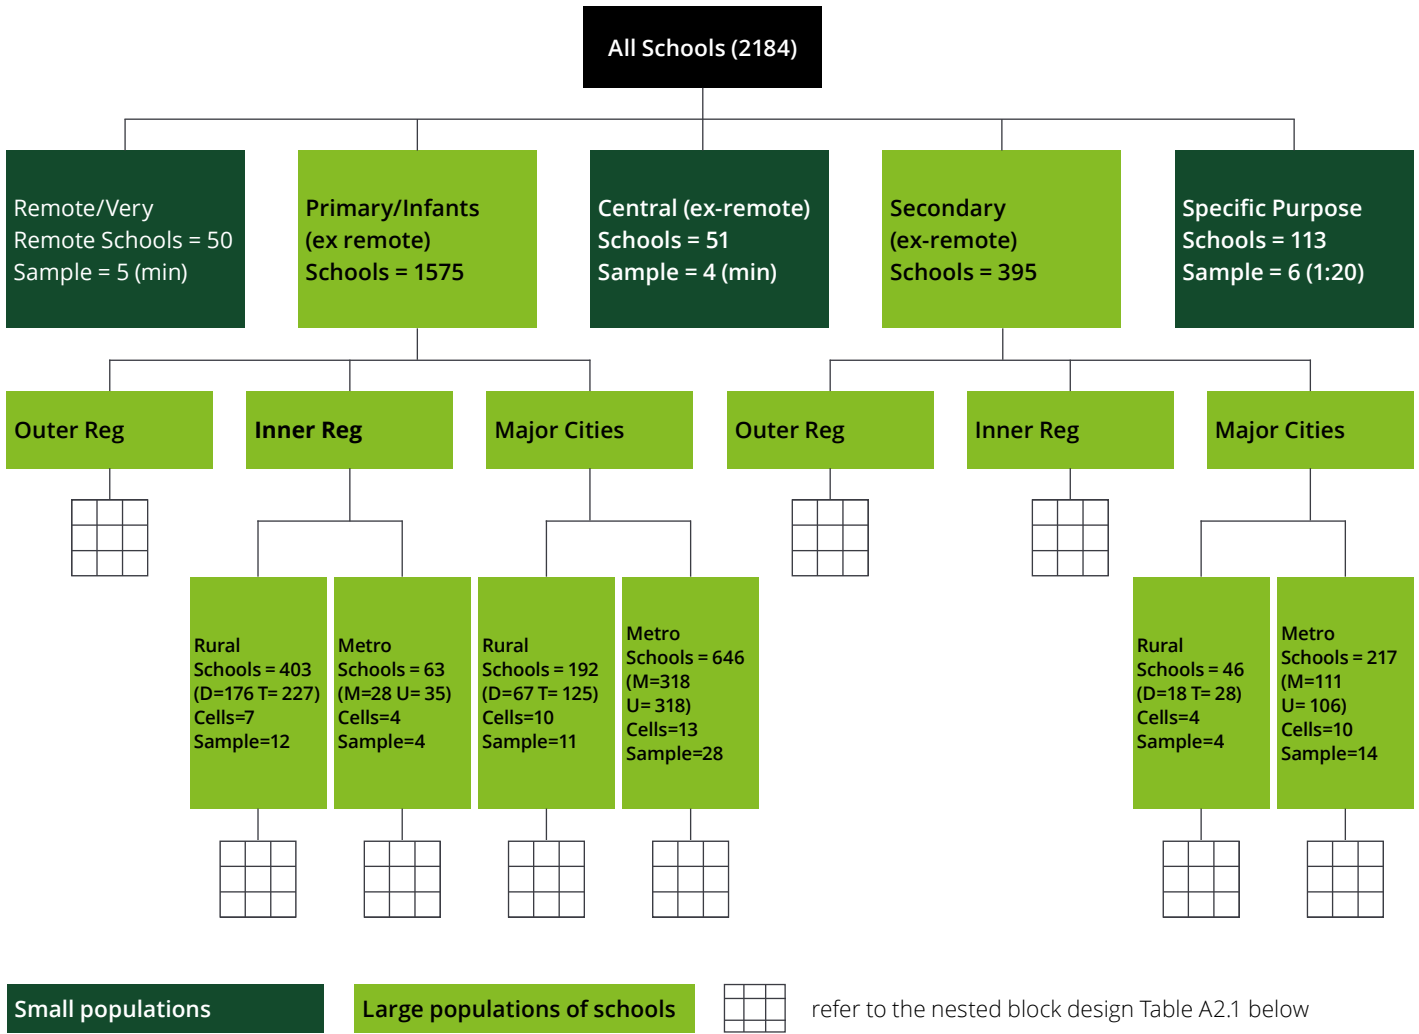 All Schools (2184)
Remote/Very
Remote Schools = 50
Sample = 5 (min)
Primary/Infants
(ex remote)
Schools = 1575
Central (ex-remote)
Schools = 51
Sample = 4 (min)
Secondary
(ex-remote)
Schools = 395
Specific Purpose
Schools = 113
Sample = 6 (1:20)
Outer Reg
Inner Reg
Major Cities
Outer Reg
Inner Reg
Major Cities
Rural
Schools = 403
(D=176 T= 227)
Cells=7
Sample=12
Metro
Schools = 63
(M=28 U= 35)
Cells=4
Sample=4
Rural
Schools = 192
(D=67 T= 125)
Cells=10
Sample=11
Metro
Schools = 646
(M=318
U= 318)
Cells=13
Sample=28
Rural
Schools = 46
(D=18 T= 28)
Cells=4
Sample=4
Metro
Schools = 217
(M=111
U= 106)
Cells=10
Sample=14
Small populations
Large populations of schools
refer to the nested block design Table A2.1 below